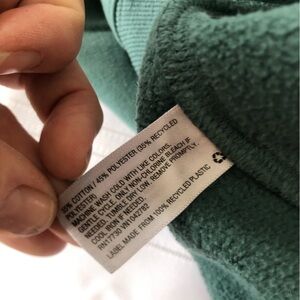 COTTON / 45% POLYESTER (35% RECYCLED
POLYESTER)
MACHINE WASH COLD WITH LIKE COLORS,
GENTLE CYCLE. ONLY NON-CHLORINE BLEACH IF
NEEDED. TUMBLE DRY LOW. REMOVE PROMPTLY.
COOL IRON IF NEEDED.
LABEL MADE FROM 100% RECYCLED PLASTIC